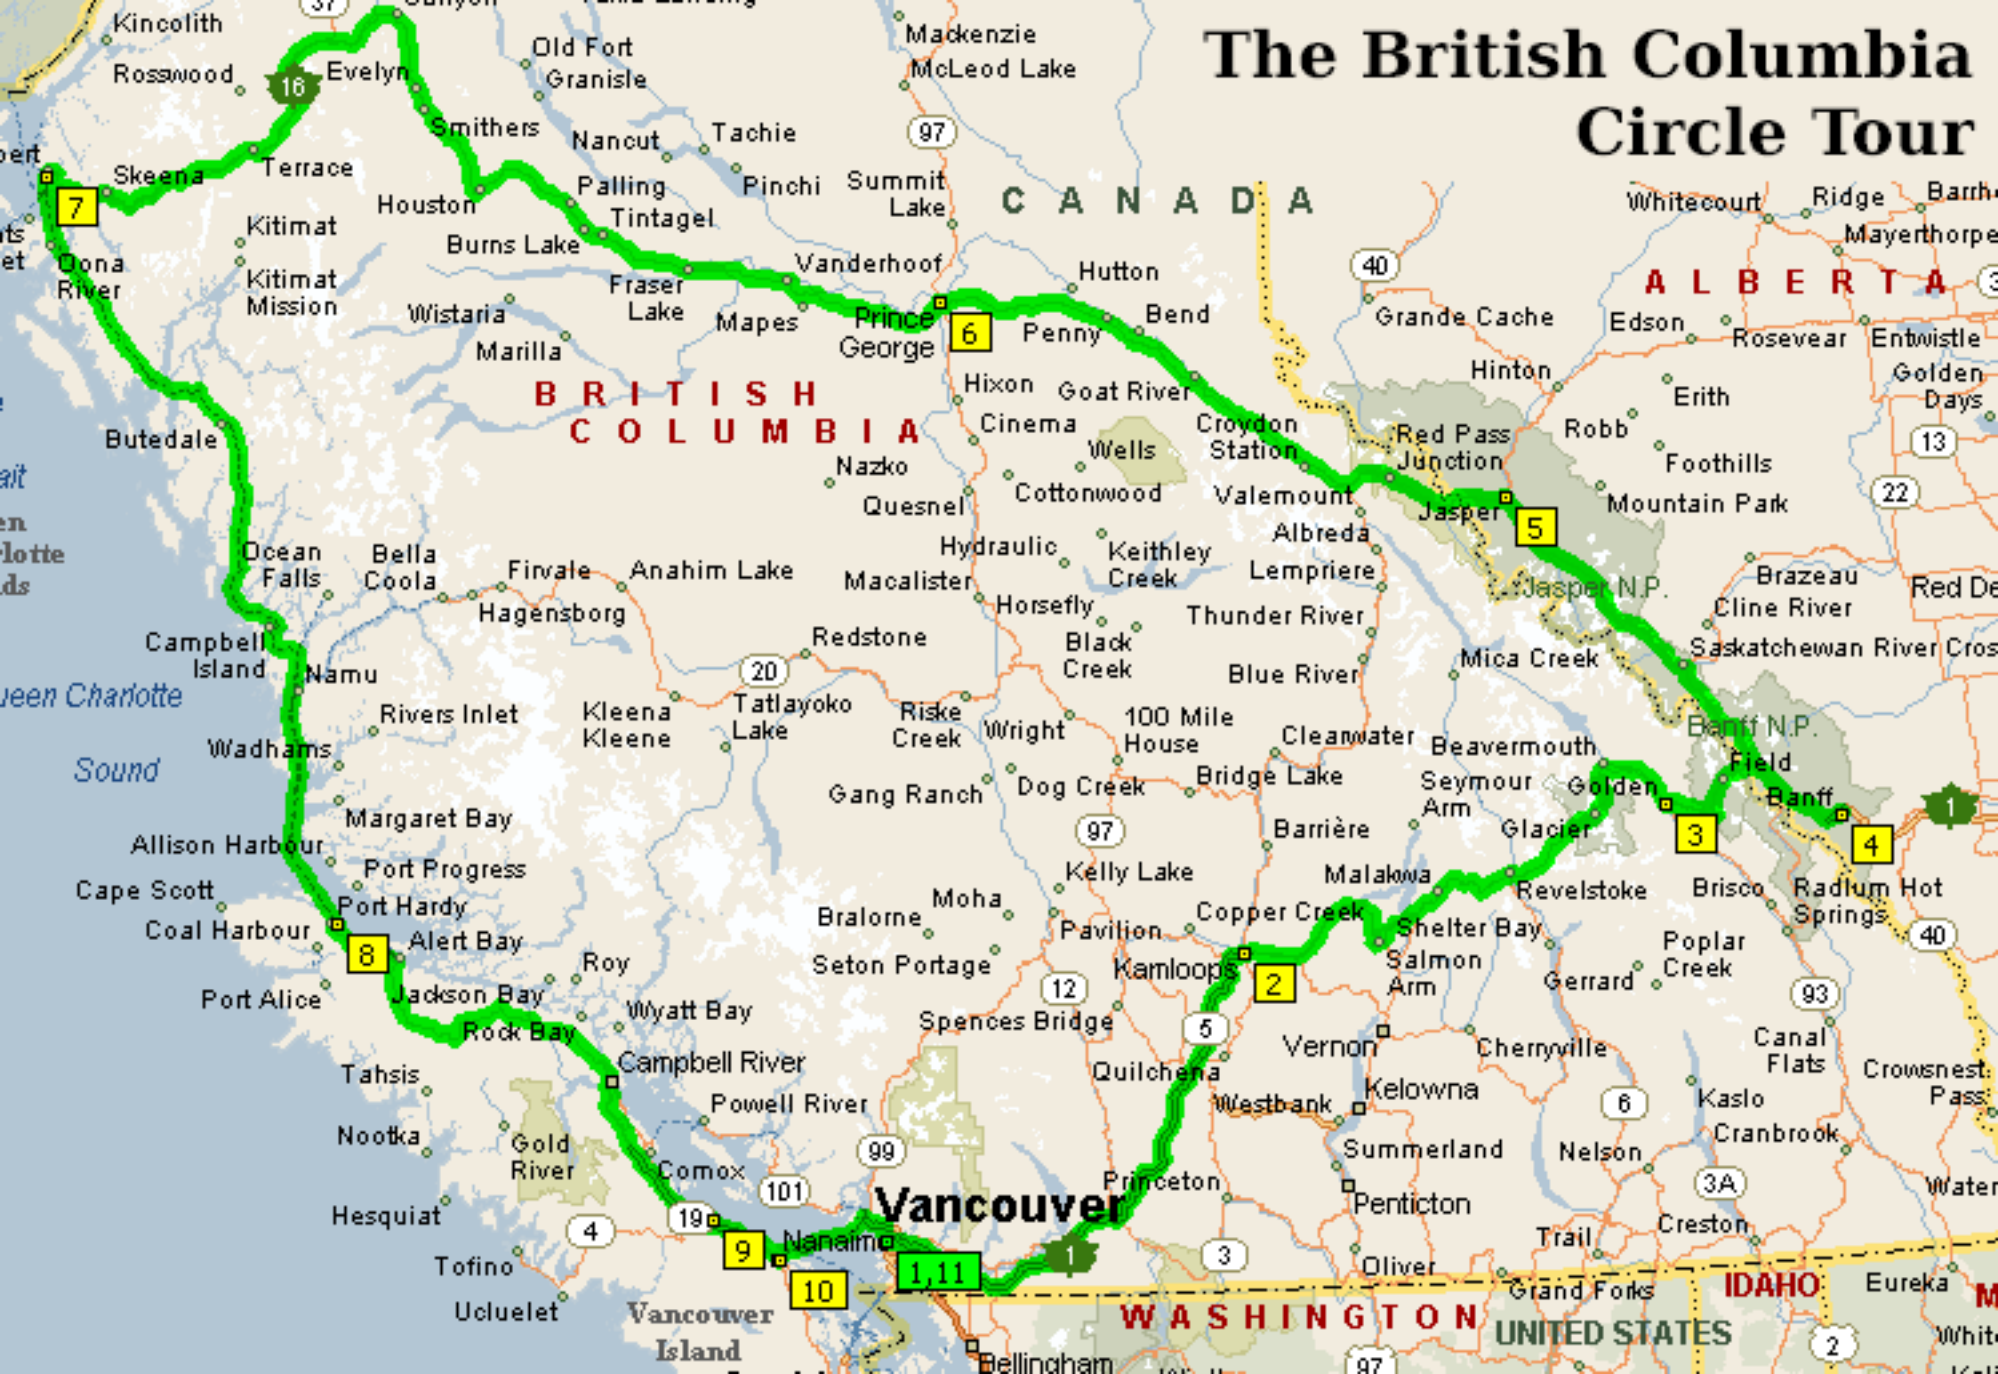 The British Columbia
Circle Tour
Canyon
37
Kincolith
Rosswood
16
Evelyn
Old Fort
Granisle
Mackenzie
McLeod Lake
Smithers
Nancut
Tachie
97
Skeena
Terrace
7
Houston
Palling
Tintagel
Pinchi
Summit
Lake
CANADA
Whitecourt
Ridge
Mayerthorpe
Kitimat
Burns Lake
Vanderhoof
Hutton
40
ALBERTA
Oona
River
Kitimat
Mission
Wistaria
Fraser
Lake
Mapes
Prince
George
6
Penny
Bend
Grande Cache
Edson
Rosevear
Entwistle
Marilla
Hixon
Goat River
Hinton
Erith
Golden
Days
BRITISH
COLUMBIA
Butedale
Cinema
Wells
Croydon
Station
Red Pass
Junction
Robb
13
Nazko
Foothills
Quesnel
Cottonwood
Valemount
Jasper
5
Mountain Park
22
Ocean
Falls
Bella
Coola
Firvale
Anahim Lake
Hydraulic
Keithley
Creek
Albreda
Lempriere
Jasper N.P.
Brazeau
Macalister
Hagensborg
Horsefly
Thunder River
Cline River
Campbell
Island
Redstone
Black
Creek
Saskatchewan River Cros
Namu
20
Blue River
Mica Creek
Queen Charlotte
Sound
Rivers Inlet
Kleena
Kleene
Tatlayoko
Lake
Riske
Creek
Wright
100 Mile
House
Clearwater
Beavermouth
Banff N.P.
Wadhams
Gang Ranch
Dog Creek
Bridge Lake
Seymour
Arm
Golden
Field
Banff
1
Margaret Bay
97
Barrière
Glacier
3
4
Allison Harbour
Port Progress
Kelly Lake
Malakwa
Revelstoke
Brisco
Radium Hot
Springs
Cape Scott
Port Hardy
Moha
Copper Creek
Coal Harbour
8
Alert Bay
Bralorne
Pavilion
Shelter Bay
40
Roy
Seton Portage
Kamloops
2
Salmon
Arm
Gerrard
Poplar
Creek
Port Alice
Jackson Bay
12
93
Rock Bay
Wyatt Bay
Spences Bridge
5
Vernon
Cherryville
Canal
Flats
Tahsis
Campbell River
Quilchena
Kelowna
Crowsnest
Pass
Powell River
Westbank
6
Kaslo
Nootka
Gold
River
99
Summerland
Nelson
Cranbrook
Comox
101
Princeton
3A
Hesquiat
4
19
Vancouver
Penticton
Creston
9
Nanaimo
1
3
Trail
Tofino
10
1,11
Oliver
Grand Forks
IDAHO
Eureka
Ucluelet
Vancouver
Island
WASHINGTON
UNITED STATES
2
Bellingham
97